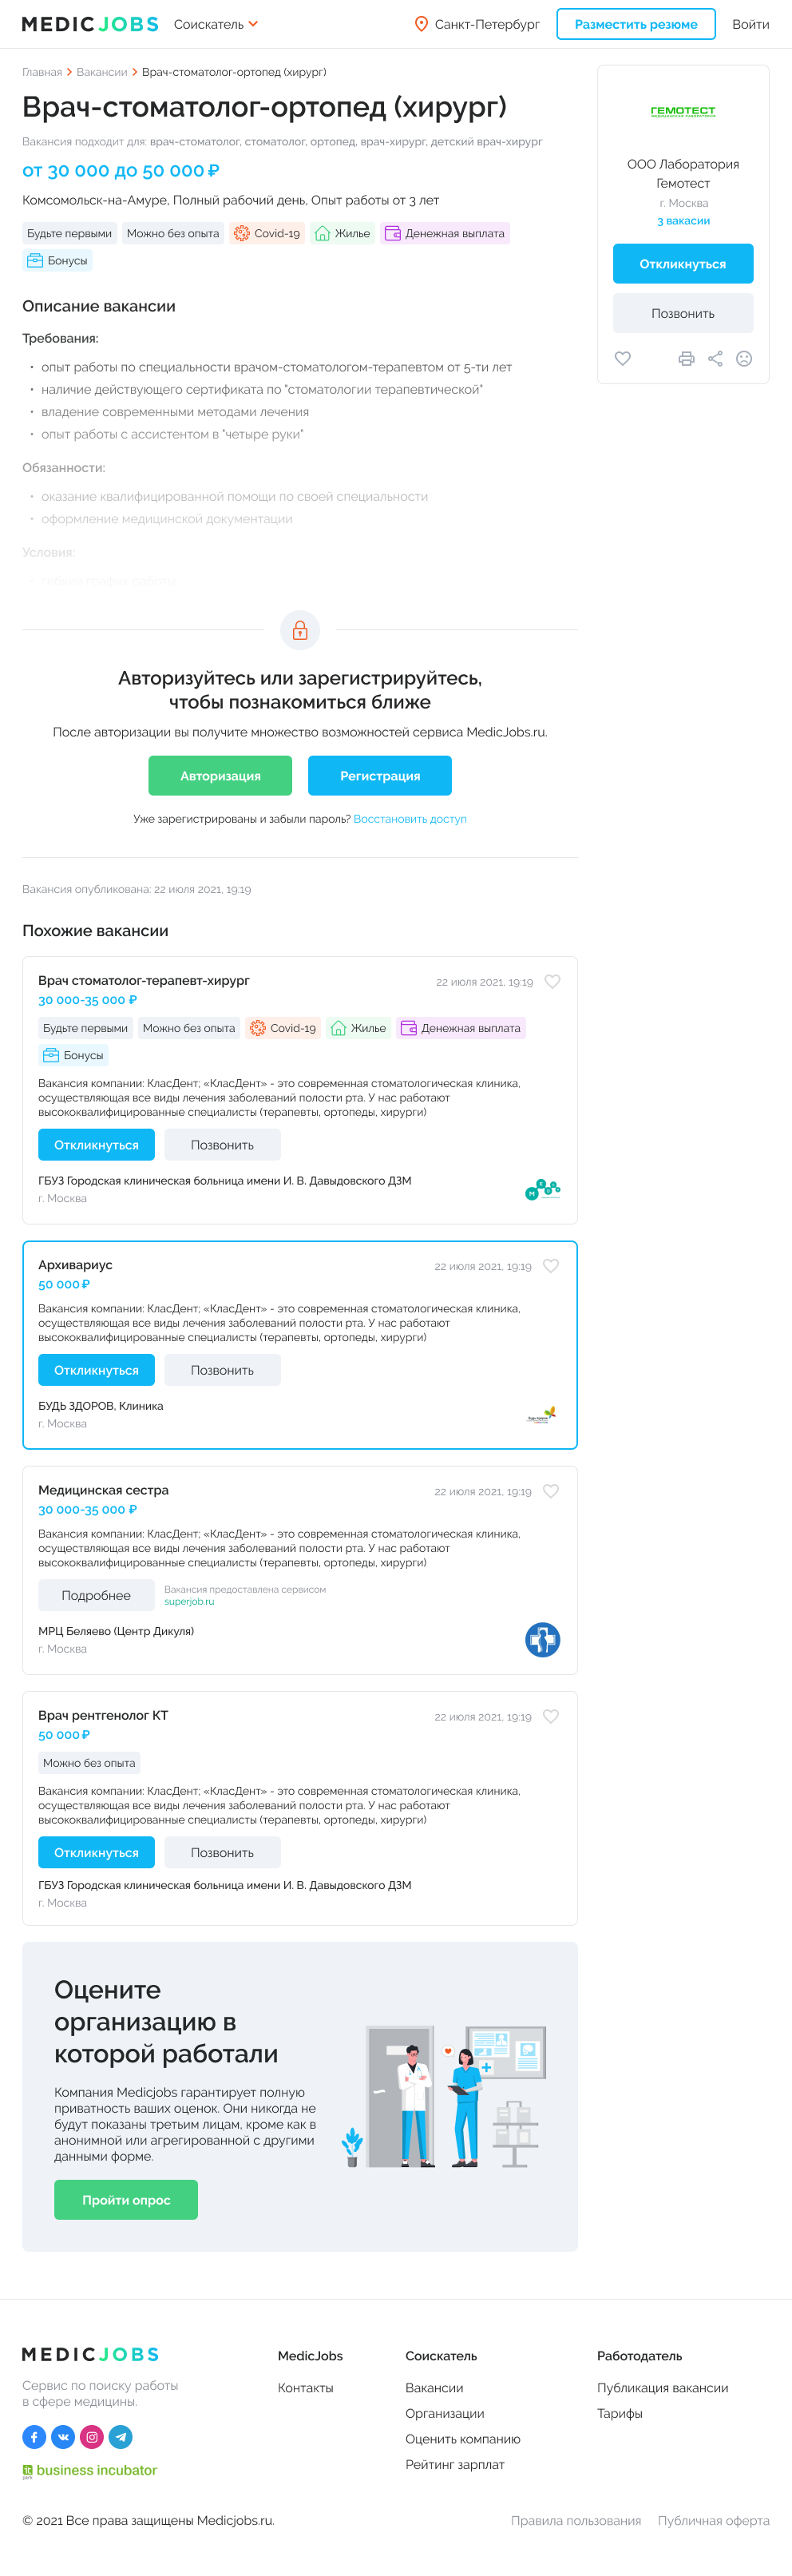 MEDICJOBS Соискатель Санкт-Петербург Разместить резюме Войти
Главная Вакансии Врач-стоматолог-ортопед (хирург)
Врач-стоматолог-ортопед (хирург)
Вакансия подходит для: врач-стоматолог, стоматолог, ортопед, врач-хирург, детский врач-хирург
от 30 000 до 50 000 ₽
Комсомольск-на-Амуре, Полный рабочий день, Опыт работы от 3 лет
Будьте первыми Можно без опыта Covid-19 Жилье Денежная выплата
Бонусы
ГЕМОТЕСТ
МЕДИЦИНСКАЯ ЛАБОРАТОРИЯ
ООО Лаборатория
Гемотест
г. Москва
3 вакасии
Откликнуться
Позвонить
Описание вакансии
Требования:
• опыт работы по специальности врачом-стоматологом-терапевтом от 5-ти лет
• наличие действующего сертификата по "стоматологии терапевтической"
• владение современными методами лечения
• опыт работы с ассистентом в "четыре руки"
Обязанности:
• оказание квалифицированной помощи по своей специальности
• оформление медицинской документации
Условия:
Авторизуйтесь или зарегистрируйтесь,
чтобы познакомиться ближе
После авторизации вы получите множество возможностей сервиса MedicJobs.ru.
Авторизация Регистрация
Уже зарегистрированы и забыли пароль? Восстановить доступ
Вакансия опубликована: 22 июля 2021, 19:19
Похожие вакансии
Врач стоматолог-терапевт-хирург 22 июля 2021, 19:19
30 000-35 000 ₽
Будьте первыми Можно без опыта Covid-19 Жилье Денежная выплата
Бонусы
Вакансия компании: КласДент; «КласДент» - это современная стоматологическая клиника,
осуществляющая все виды лечения заболеваний полости рта. У нас работают
высококвалифицированные специалисты (терапевты, ортопеды, хирурги)
Откликнуться Позвонить
ГБУЗ Городская клиническая больница имени И. В. Давыдовского ДЗМ
г. Москва
Архивариус 22 июля 2021, 19:19
50 000 ₽
Вакансия компании: КласДент; «КласДент» - это современная стоматологическая клиника,
осуществляющая все виды лечения заболеваний полости рта. У нас работают
высококвалифицированные специалисты (терапевты, ортопеды, хирурги)
Откликнуться Позвонить
БУДЬ ЗДОРОВ, Клиника
г. Москва
Медицинская сестра 22 июля 2021, 19:19
30 000-35 000 ₽
Вакансия компании: КласДент; «КласДент» - это современная стоматологическая клиника,
осуществляющая все виды лечения заболеваний полости рта. У нас работают
высококвалифицированные специалисты (терапевты, ортопеды, хирурги)
Подробнее
Вакансия предоставлена сервисом
superjob.ru
МРЦ Беляево (Центр Дикуля)
г. Москва
Врач рентгенолог КТ 22 июля 2021, 19:19
50 000 ₽
Можно без опыта
Вакансия компании: КласДент; «КласДент» - это современная стоматологическая клиника,
осуществляющая все виды лечения заболеваний полости рта. У нас работают
высококвалифицированные специалисты (терапевты, ортопеды, хирурги)
Откликнуться Позвонить
ГБУЗ Городская клиническая больница имени И. В. Давыдовского ДЗМ
г. Москва
Оцените
организацию в
которой работали
Компания Medicjobs гарантирует полную
приватность ваших оценок. Они никогда не
будут показаны третьим лицам, кроме как в
анонимной или агрегированной с другими
данными форме.
Пройти опрос
MEDICJOBS
Сервис по поиску работы
в сфере медицины.
business incubator
MedicJobs
Контакты
Соискатель
Вакансии
Организации
Оценить компанию
Рейтинг зарплат
Работодатель
Публикация вакансии
Тарифы
© 2021 Все права защищены Medicjobs.ru. Правила пользования Публичная оферта